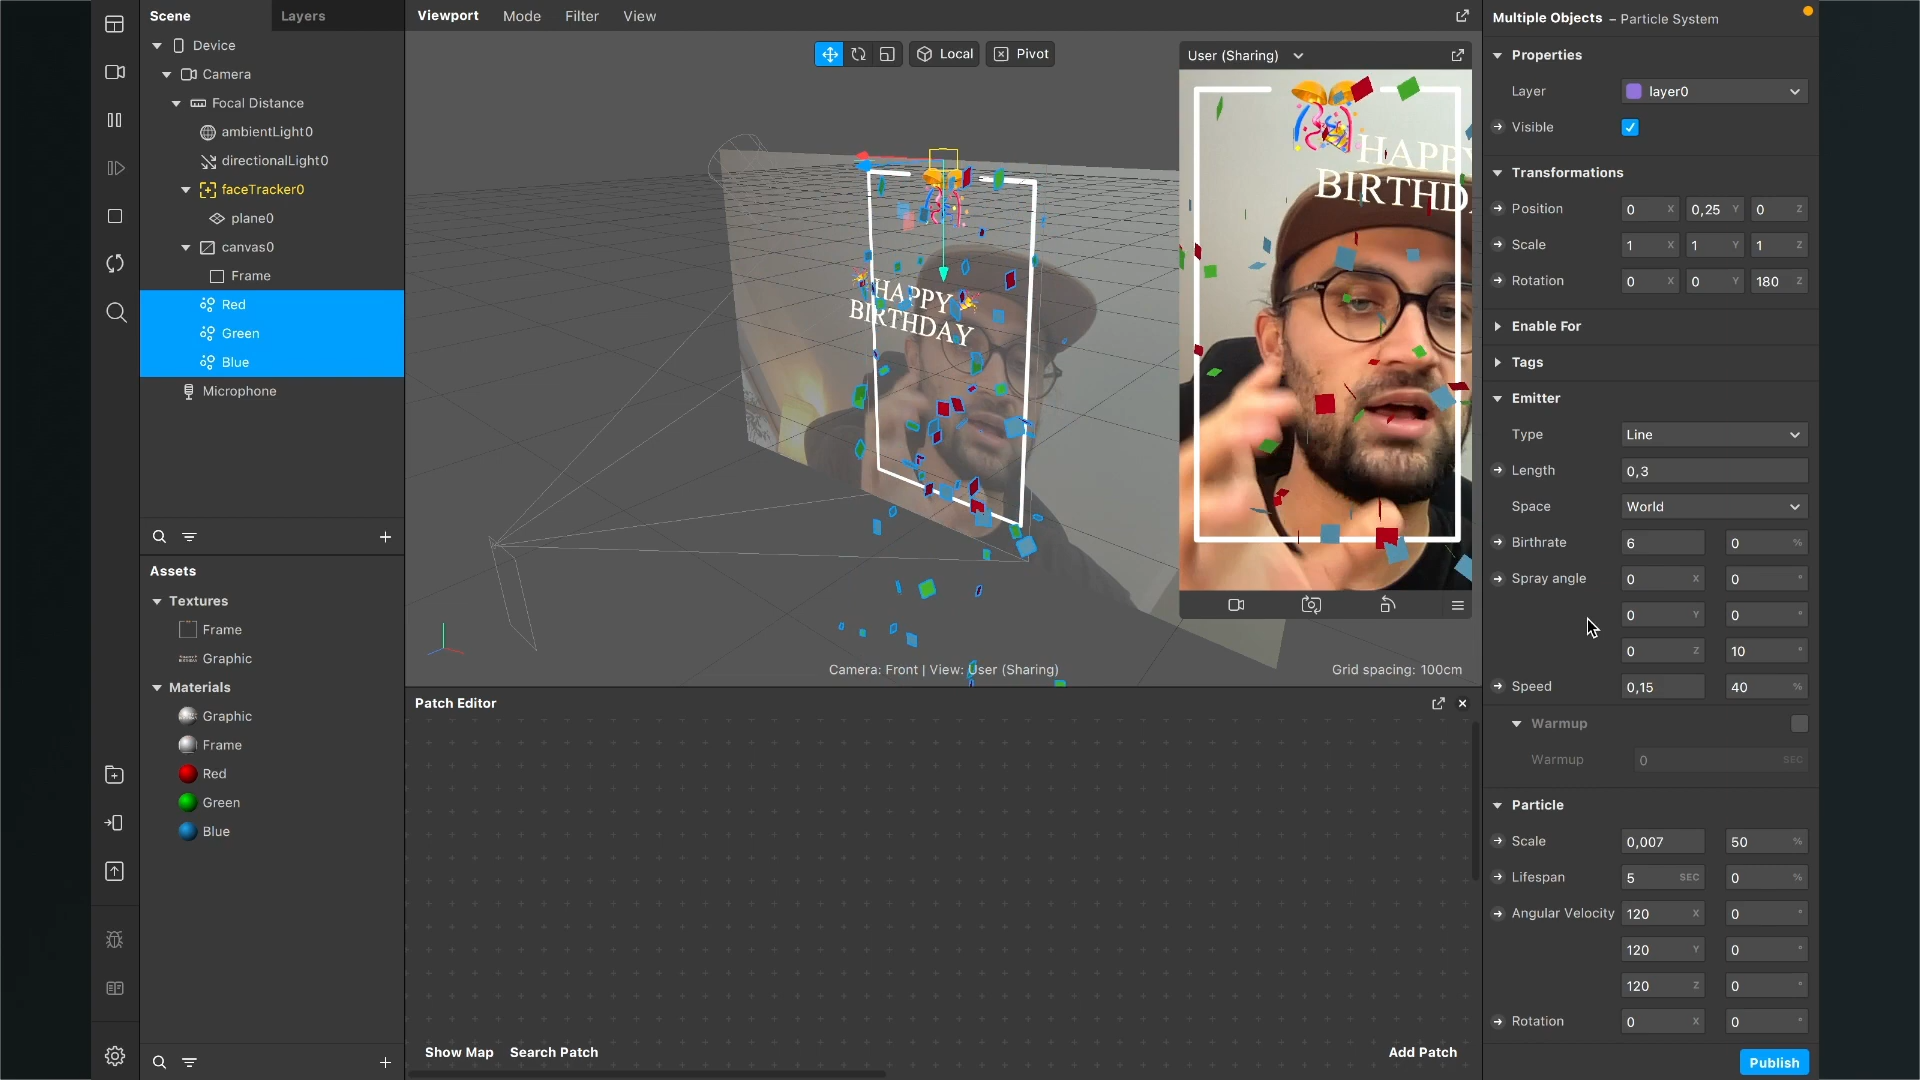 Scene
Layers
Device
Camera
Focal Distance
ambientLight0
directionalLight0
faceTracker0
plane0
canvas0
Frame
Red
Green
Blue
Microphone
Assets
Textures
Frame
Graphic
Materials
Graphic
Frame
Red
Green
Blue
Viewport Mode Filter View
Local
Pivot
HAPPY
BIRTHDAY
Camera: Front | View: User (Sharing)
Grid spacing: 100cm
User (Sharing)
HAPPY
BIRTHD
Patch Editor
Show Map
Search Patch
Add Patch
Multiple Objects – Particle System
Properties
Layer layer0
Visible
Transformations
Position 0 X 0,25 Y 0 Z
Scale 1 X 1 Y 1 Z
Rotation 0 X 0 Y 180 Z
Enable For
Tags
Emitter
Type Line
Length 0,3
Space World
Birthrate 6 0 %
Spray angle 0 X 0 °
0 Y 0 °
0 Z 10 °
Speed 0,15 40 %
Warmup
Warmup 0 SEC
Particle
Scale 0,007 50 %
Lifespan 5 SEC 0 %
Angular Velocity 120 X 0 °
120 Y 0 °
120 Z 0 °
Rotation 0 X 0 °
Publish